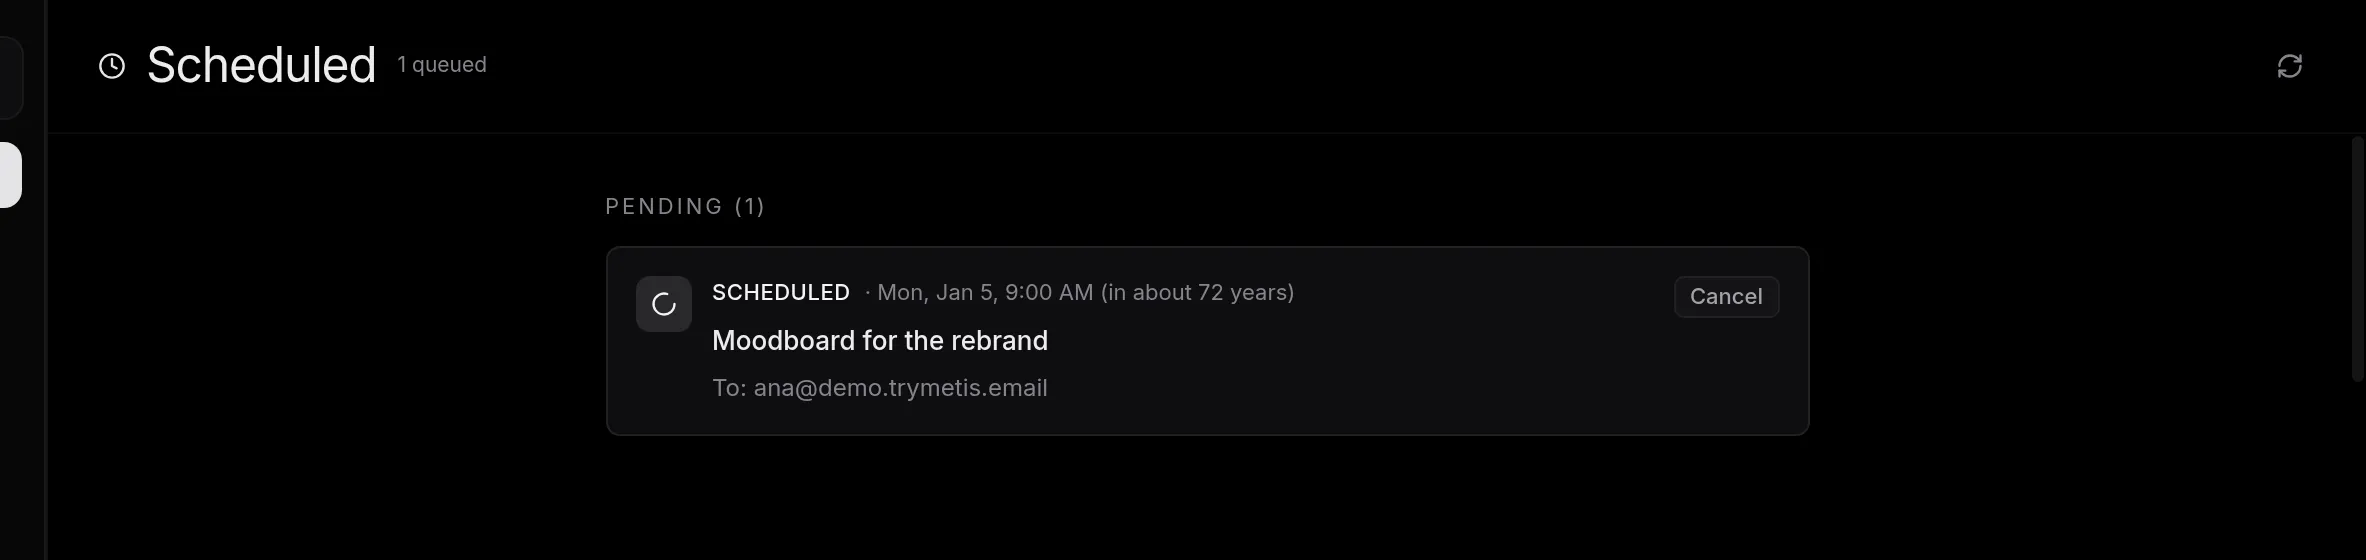 Scheduled 1 queued
PENDING (1)
SCHEDULED · Mon, Jan 5, 9:00 AM (in about 72 years)
Cancel
Moodboard for the rebrand
To: ana@demo.trymetis.email